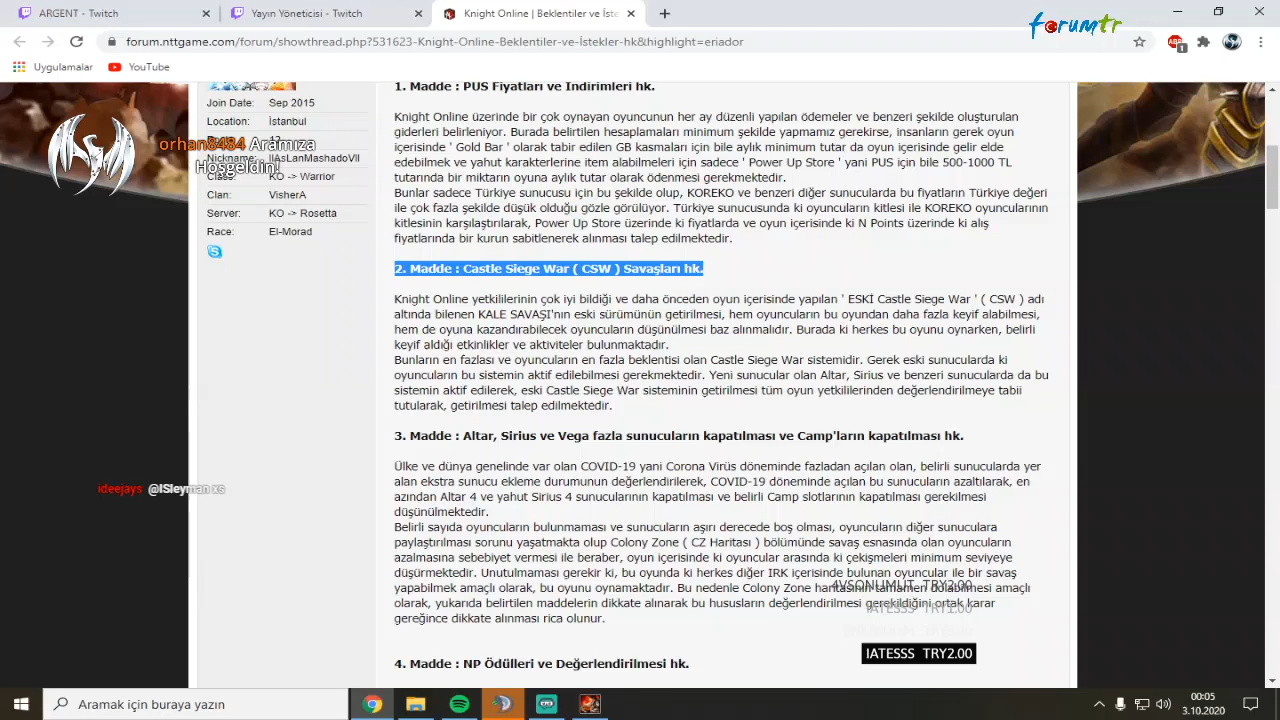 ARGENT - Twitch
Yayın Yöneticisi - Twitch
Knight Online | Beklentiler ve İste
forumtr
forum.nttgame.com/forum/showthread.php?531623-Knight-Online-Beklentiler-ve-İstekler-hk&highlight=eriador
ABP
1
Uygulamalar
YouTube
Join Date: Sep 2015
Location: İstanbul
12
Nickname: IIAsLanMashadoVII
Class: KO -> Warrior
Clan: VisherA
Server: KO -> Rosetta
Race: El-Morad
orhan8484 Aramıza
Hoşgeldin!
ideejays @ISleyman xs
1. Madde : PUS Fiyatları ve İndirimleri hk.
Knight Online üzerinde bir çok oynayan oyuncunun her ay düzenli yapılan ödemeler ve benzeri şekilde oluşturulan
giderleri belirleniyor. Burada belirtilen hesaplamaları minimum şekilde yapmamız gerekirse, insanların gerek oyun
içerisinde ' Gold Bar ' olarak tabir edilen GB kasmaları için bile aylık minimum tutar da oyun içerisinde gelir elde
edebilmek ve yahut karakterlerine item alabilmeleri için sadece ' Power Up Store ' yani PUS için bile 500-1000 TL
tutarında bir miktarın oyuna aylık tutar olarak ödenmesi gerekmektedir.
Bunlar sadece Türkiye sunucusu için bu şekilde olup, KOREKO ve benzeri diğer sunucularda bu fiyatların Türkiye değeri
ile çok fazla şekilde düşük olduğu gözle görülüyor. Türkiye sunucusunda ki oyuncuların kitlesi ile KOREKO oyuncularının
kitlesinin karşılaştırılarak, Power Up Store üzerinde ki fiyatlarda ve oyun içerisinde ki N Points üzerinde ki alış
fiyatlarında bir kurun sabitlenerek alınması talep edilmektedir.
2. Madde : Castle Siege War ( CSW ) Savaşları hk.
Knight Online yetkililerinin çok iyi bildiği ve daha önceden oyun içerisinde yapılan ' ESKİ Castle Siege War ' ( CSW ) adı
altında bilenen KALE SAVAŞI'nın eski sürümünün getirilmesi, hem oyuncuların bu oyundan daha fazla keyif alabilmesi,
hem de oyuna kazandırabilecek oyuncuların düşünülmesi baz alınmalıdır. Burada ki herkes bu oyunu oynarken, belirli
keyif aldığı etkinlikler ve aktiviteler bulunmaktadır.
Bunların en fazlası ve oyuncuların en fazla beklentisi olan Castle Siege War sistemidir. Gerek eski sunucularda ki
oyuncuların bu sistemin aktif edilebilmesi gerekmektedir. Yeni sunucular olan Altar, Sirius ve benzeri sunucularda da bu
sistemin aktif edilerek, eski Castle Siege War sisteminin getirilmesi tüm oyun yetkililerinden değerlendirilmeye tabii
tutularak, getirilmesi talep edilmektedir.
3. Madde : Altar, Sirius ve Vega fazla sunucuların kapatılması ve Camp'ların kapatılması hk.
Ülke ve dünya genelinde var olan COVID-19 yani Corona Virüs döneminde fazladan açılan olan, belirli sunucularda yer
alan ekstra sunucu ekleme durumunun değerlendirilerek, COVID-19 döneminde açılan bu sunucuların azaltılarak, en
azından Altar 4 ve yahut Sirius 4 sunucularının kapatılması ve belirli Camp slotlarının kapatılması gerekilmesi
düşünülmektedir.
Belirli sayıda oyuncuların bulunmaması ve sunucuların aşırı derecede boş olması, oyuncuların diğer sunuculara
paylaştırılması sorunu yaşatmakta olup Colony Zone ( CZ Haritası ) bölümünde savaş esnasında olan oyuncuların
azalmasına sebebiyet vermesi ile beraber, oyun içerisinde ki oyuncular arasında ki çekişmeleri minimum seviyeye
düşürmektedir. Unutulmaması gerekir ki, bu oyunda ki herkes diğer IRK içerisinde bulunan oyuncular ile bir savaş
yapabilmek amaçlı olarak, bu oyunu oynamaktadır. Bu nedenle Colony Zone haritasının tamamen dolabilmesi amaçlı
olarak, yukarıda belirtilen maddelerin dikkate alınarak bu hususların değerlendirilmesi gerekildiğini ortak karar
gereğince dikkate alınması rica olunur.
4VSONUMUT TRY2.00
IATESSS TRY1.00
IATESSS TRY2.00
4. Madde : NP Ödülleri ve Değerlendirilmesi hk.
Aramak için buraya yazın
00:05
3.10.2020